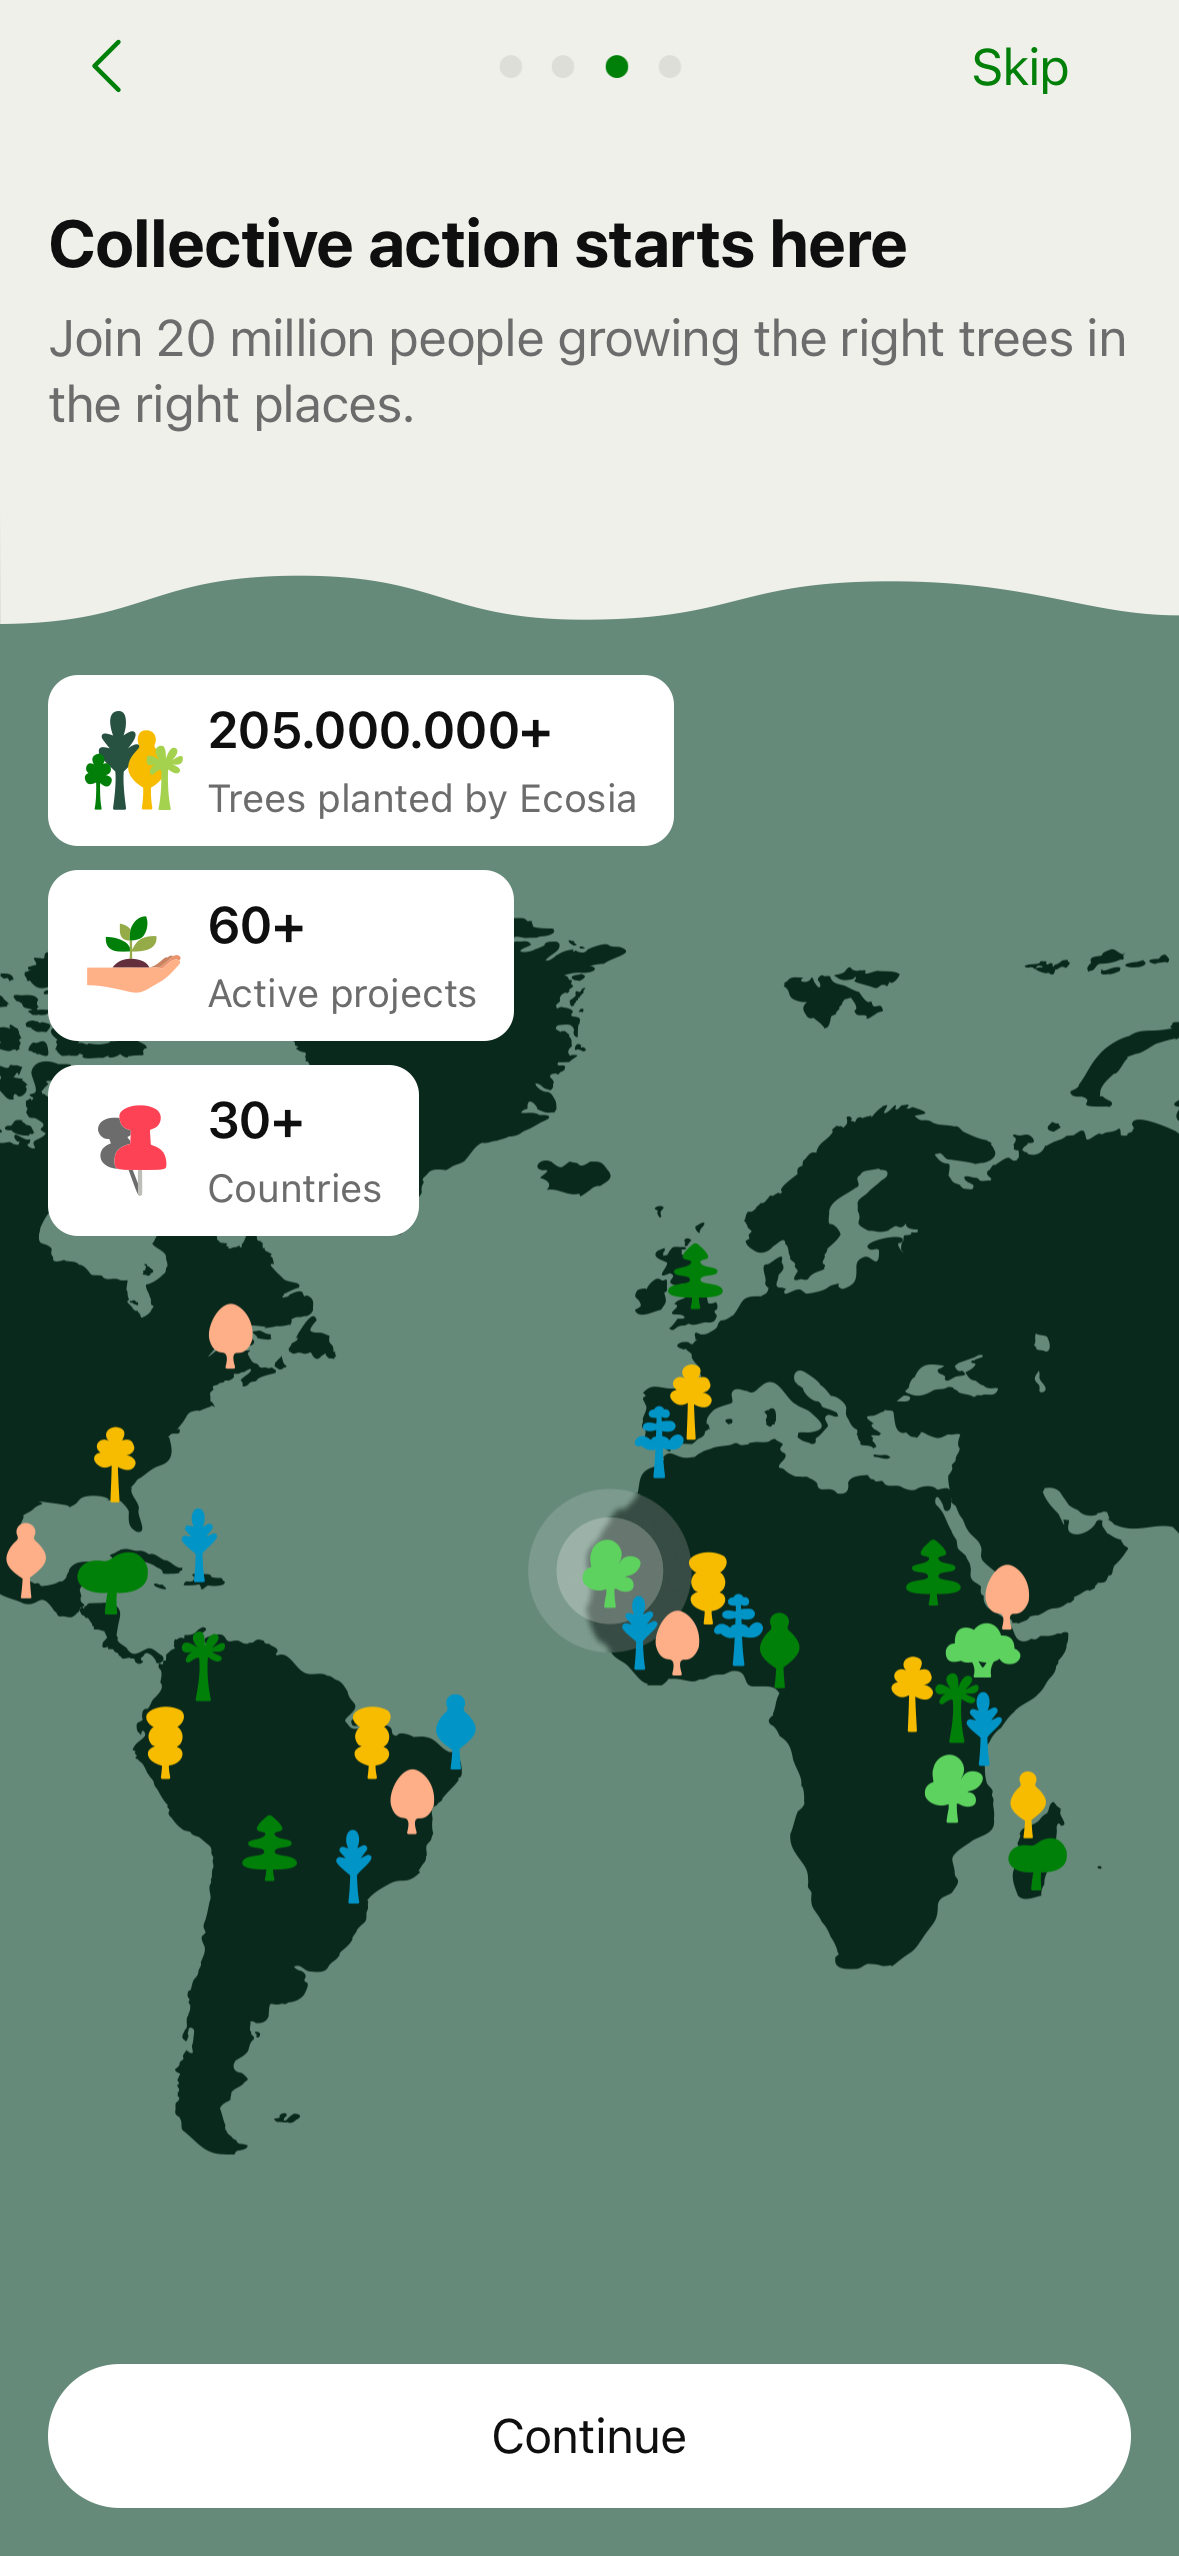 Skip
Collective action starts here
Join 20 million people growing the right trees in
the right places.
205.000.000+
Trees planted by Ecosia
60+
Active projects
30+
Countries
Continue